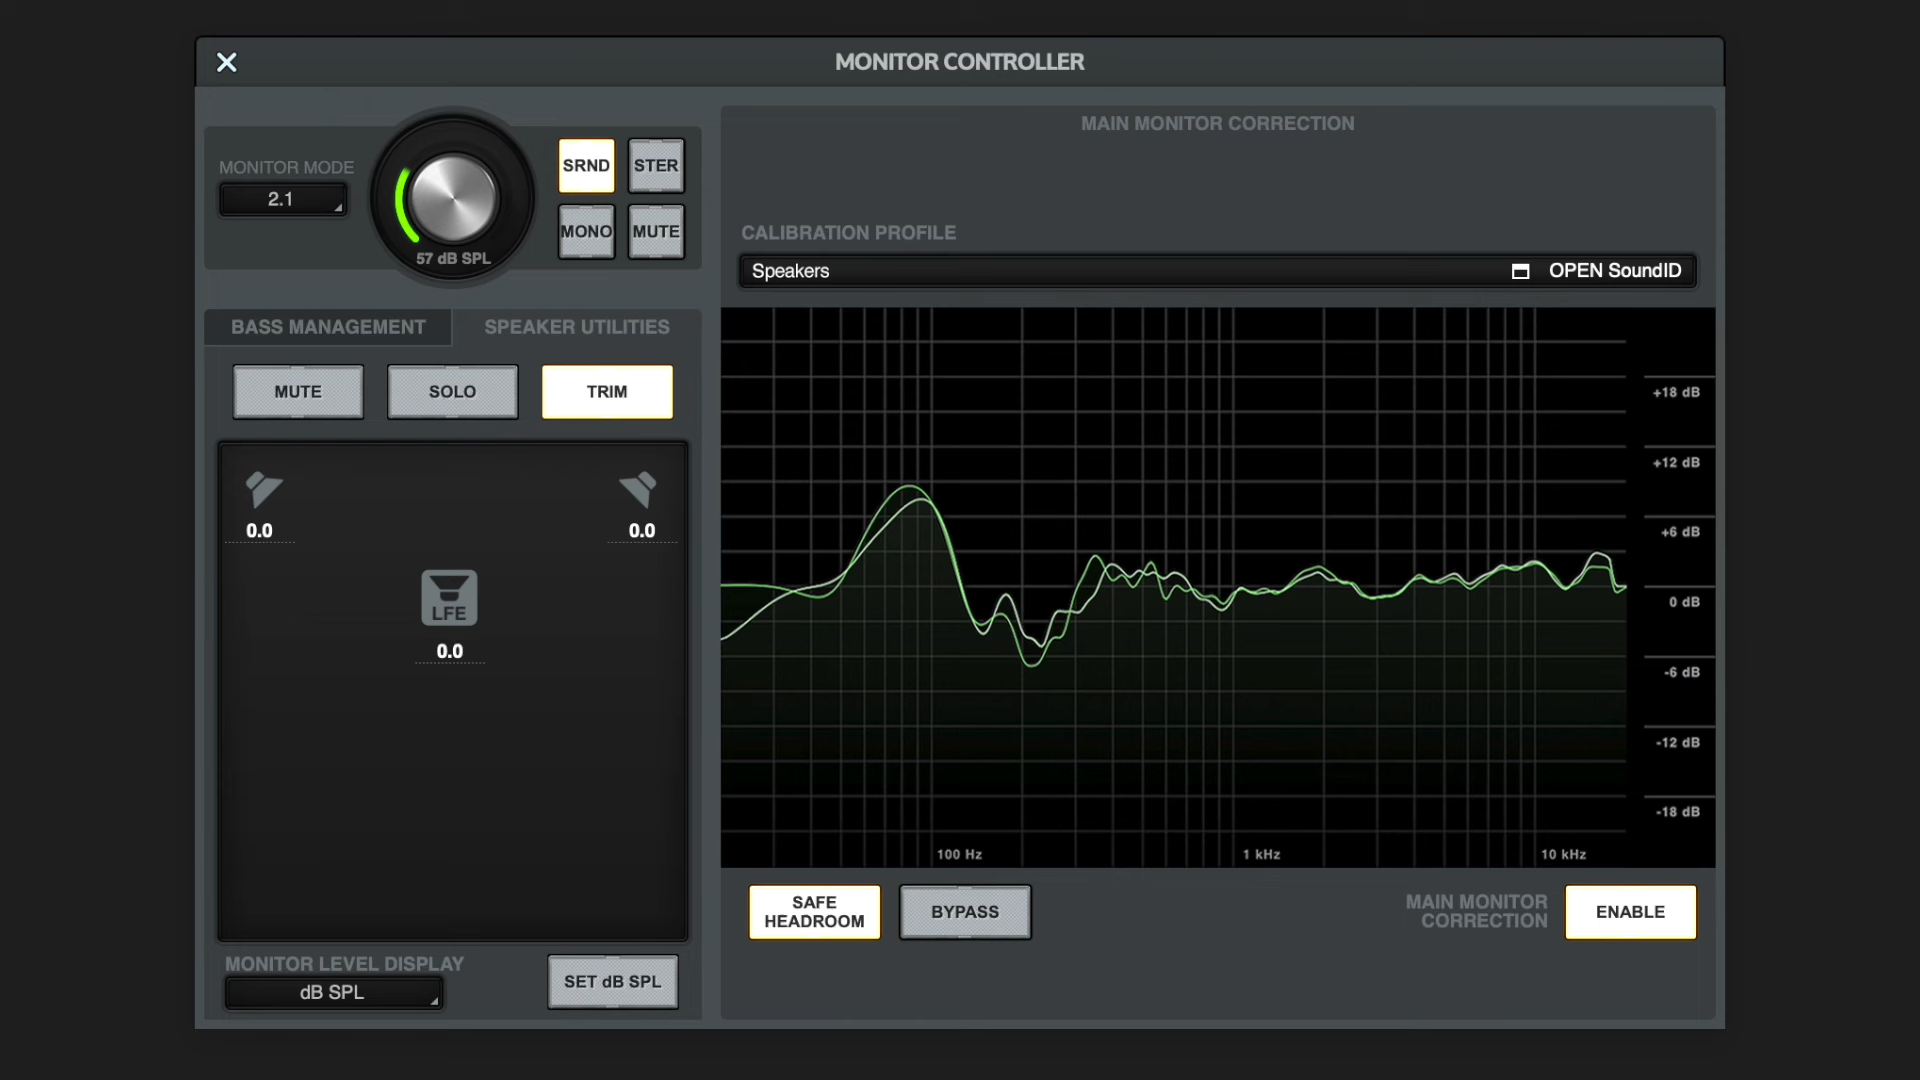 MONITOR CONTROLLER
MONITOR MODE
2.1
57 dB SPL
SRND
STER
MONO
MUTE
BASS MANAGEMENT
SPEAKER UTILITIES
MUTE
SOLO
TRIM
0.0
0.0
LFE
0.0
MONITOR LEVEL DISPLAY
dB SPL
SET dB SPL
MAIN MONITOR CORRECTION
CALIBRATION PROFILE
Speakers
OPEN SoundID
+18 dB
+12 dB
+6 dB
0 dB
-6 dB
-12 dB
-18 dB
100 Hz
1 kHz
10 kHz
SAFE
HEADROOM
BYPASS
MAIN MONITOR
CORRECTION
ENABLE